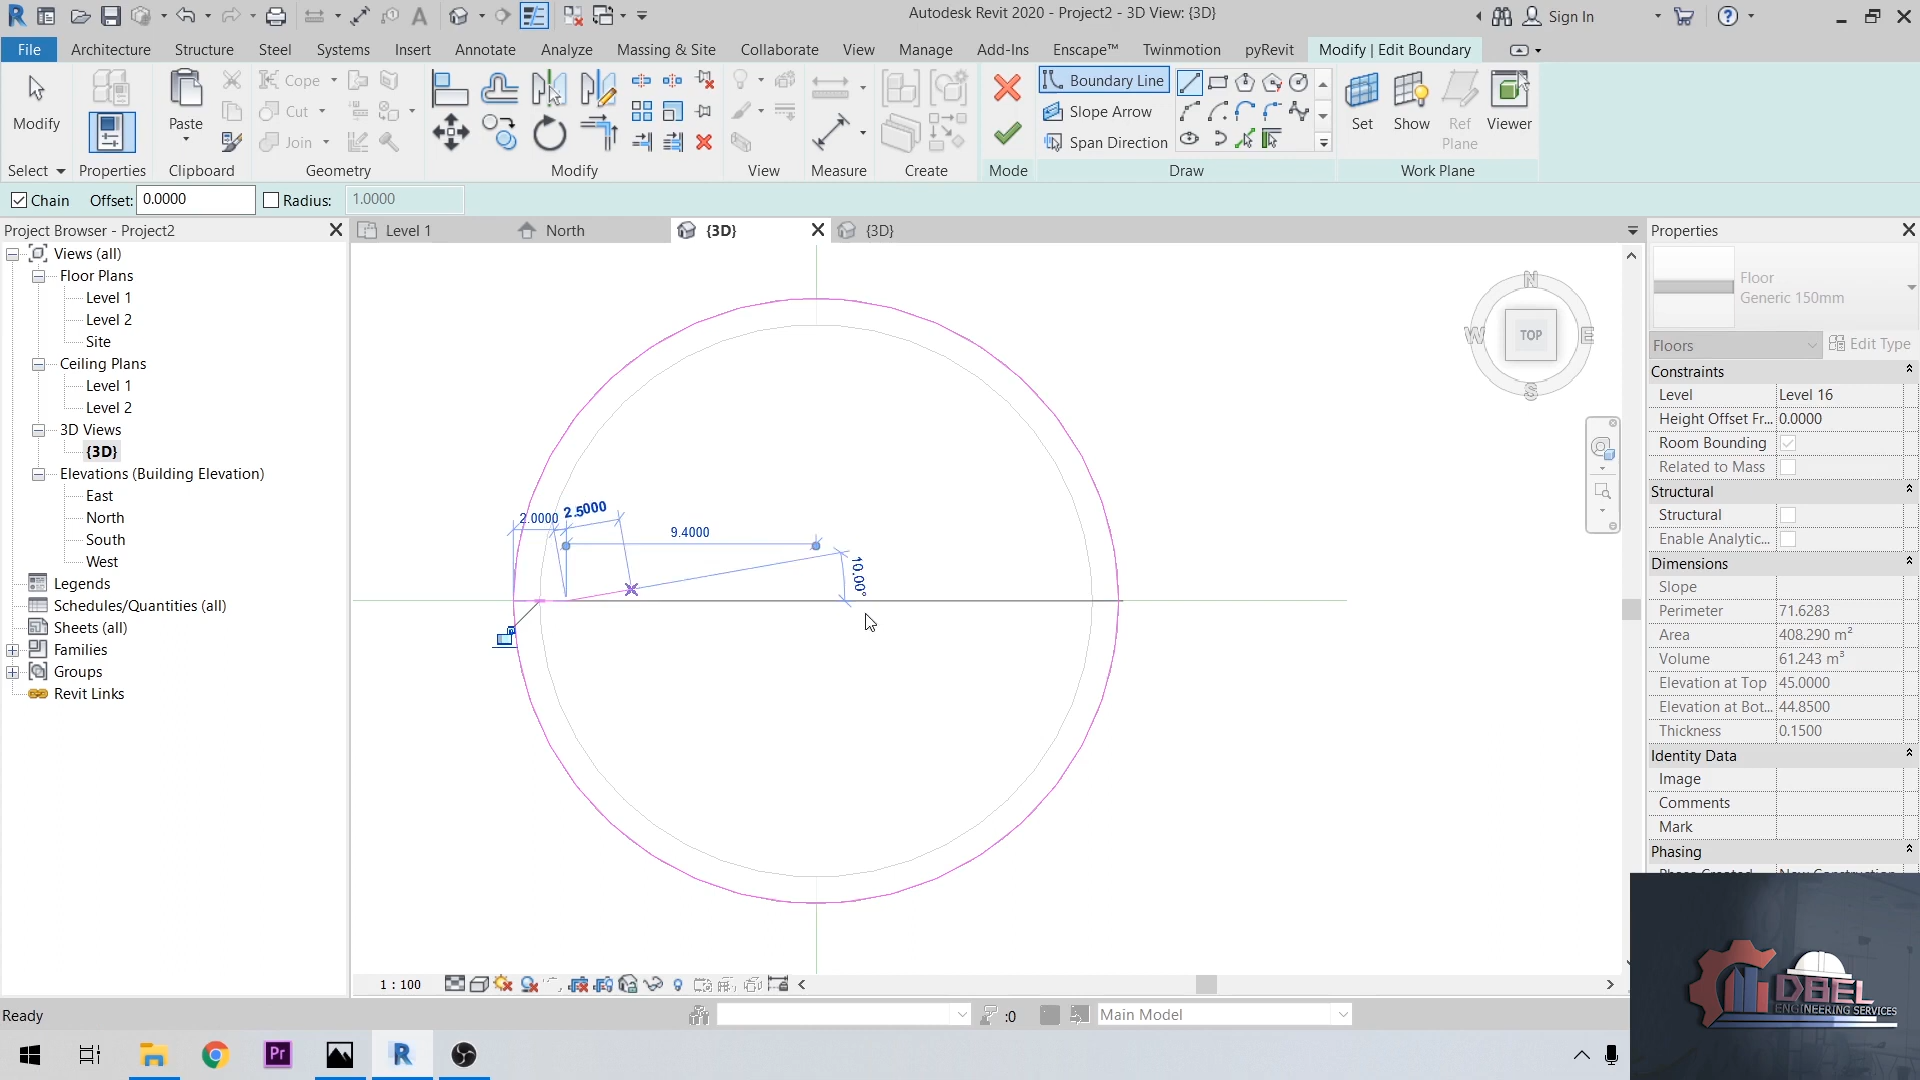 Autodesk Revit 2020 - Project2 - 3D View: {3D}
Sign In
File
Architecture
Structure
Steel
Systems
Insert
Annotate
Analyze
Massing & Site
Collaborate
View
Manage
Add-Ins
Enscape™
Twinmotion
pyRevit
Modify | Edit Boundary
Modify
Paste
Cope
Cut
Join
Boundary Line
Slope Arrow
Span Direction
Set
Show
Ref
Plane
Viewer
Select
Properties
Clipboard
Geometry
Modify
View
Measure
Create
Mode
Draw
Work Plane
Chain
Offset:
0.0000
Radius:
1.0000
Project Browser - Project2
Level 1
North
{3D}
{3D}
Views (all)
Floor Plans
Level 1
Level 2
Site
Ceiling Plans
Level 1
Level 2
3D Views
{3D}
Elevations (Building Elevation)
East
North
South
West
Legends
Schedules/Quantities (all)
Sheets (all)
Families
Groups
Revit Links
2.0000
2.5000
9.4000
10.00°
N
W
TOP
E
S
Properties
Floor
Generic 150mm
Floors
Edit Type
Constraints
Level
Level 16
Height Offset Fr...
0.0000
Room Bounding
Related to Mass
Structural
Structural
Enable Analytic...
Dimensions
Slope
Perimeter
71.6283
Area
408.290 m²
Volume
61.243 m³
Elevation at Top
45.0000
Elevation at Bot...
44.8500
Thickness
0.1500
Identity Data
Image
Comments
Mark
Phasing
1 : 100
Ready
:0
Main Model
Pr
R
DBEL
ENGINEERING SERVICES